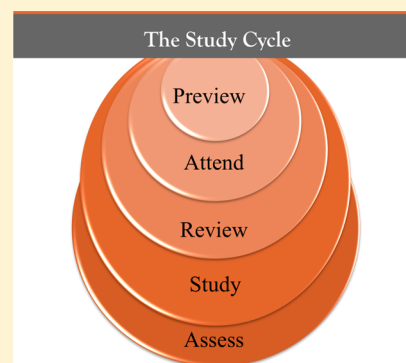 The Study Cycle
Preview
Attend
Review
Study
Assess